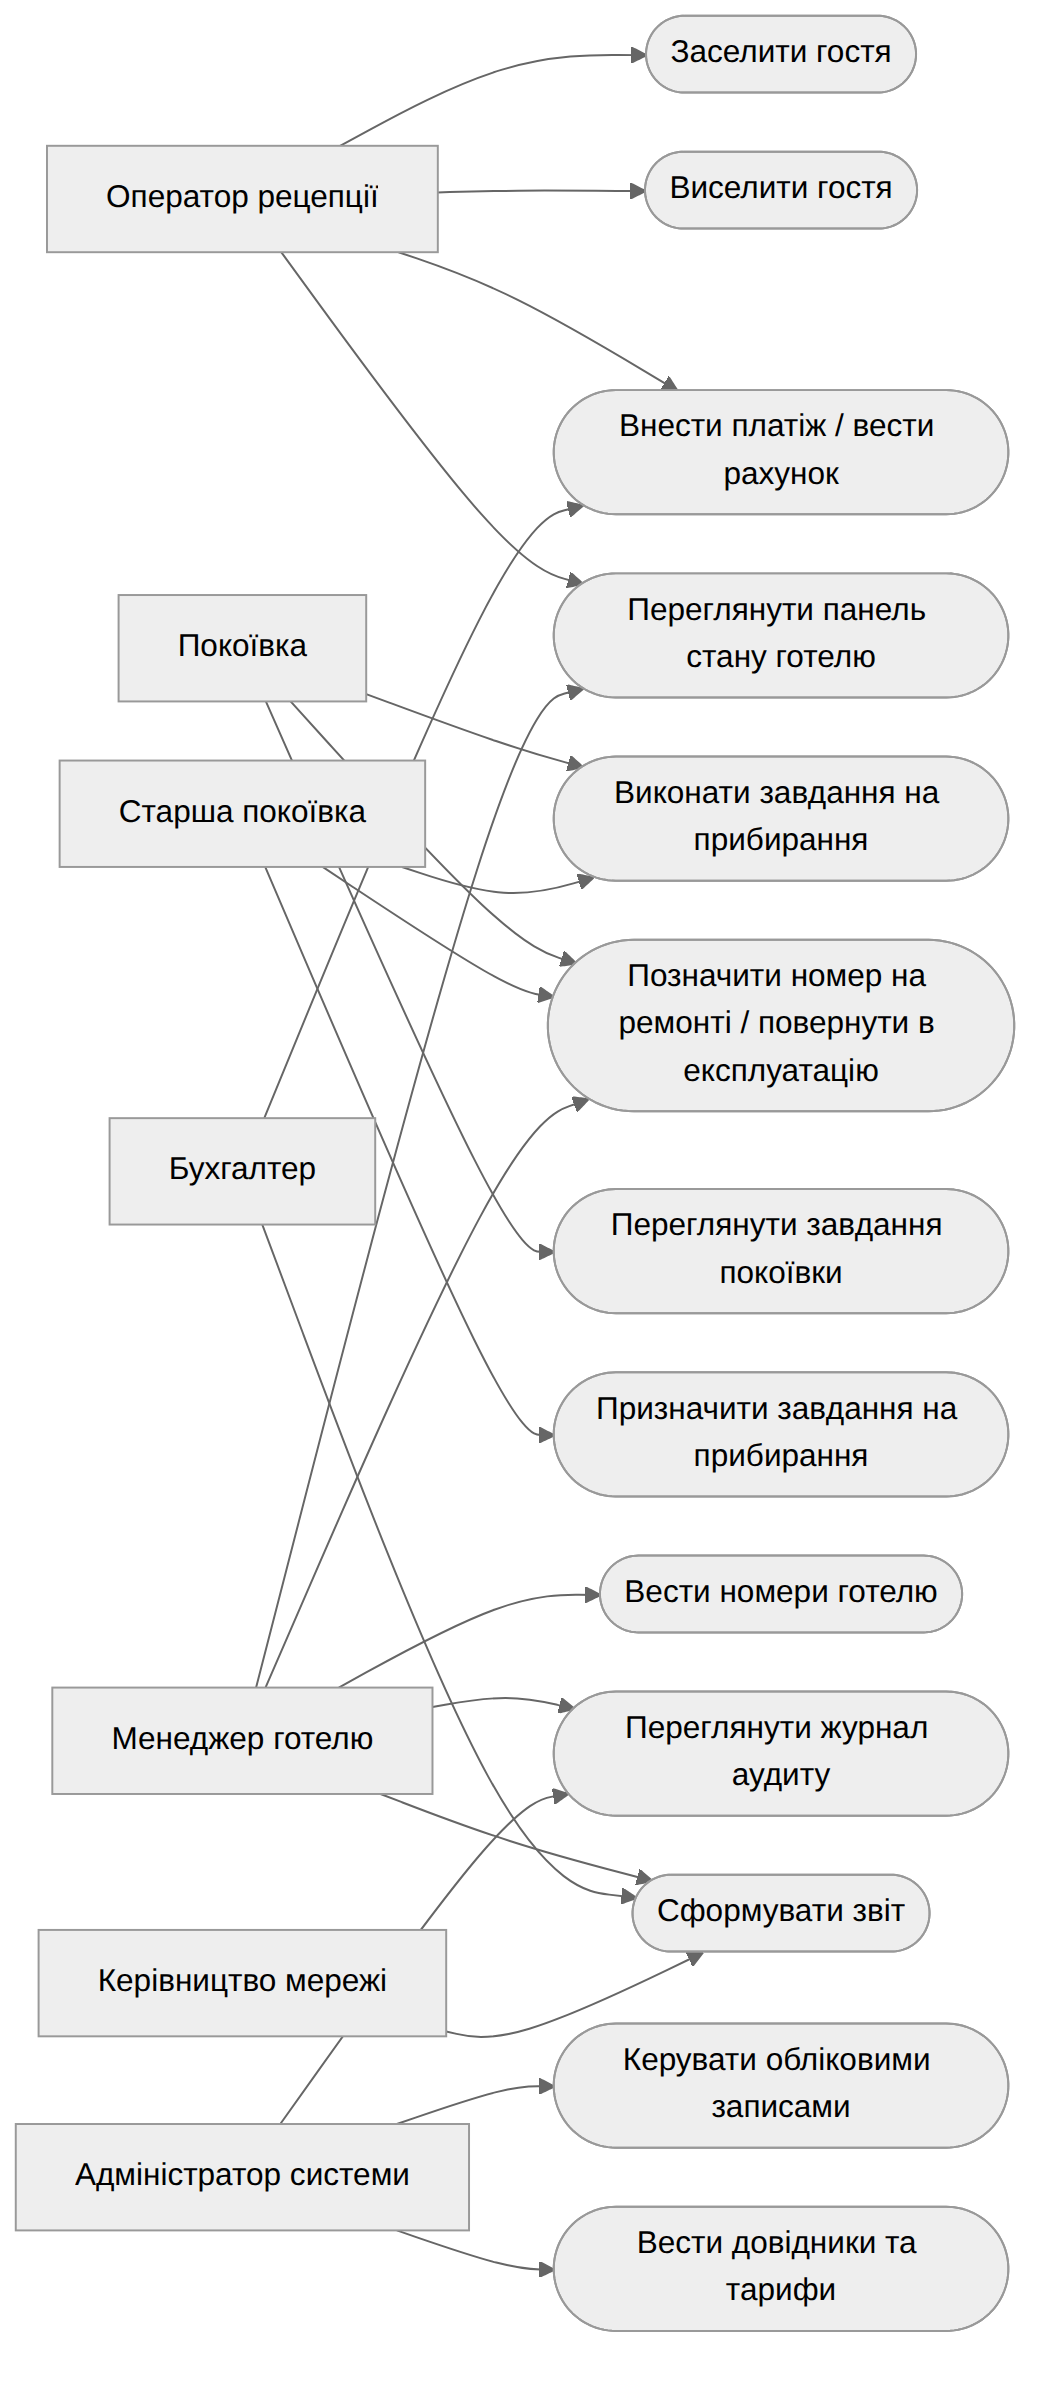 Заселити гостя
Виселити гостя
Оператор рецепції
Внести платіж / вести
рахунок
Переглянути панель
стану готелю
Покоївка
Виконати завдання на
прибирання
Старша покоївка
Позначити номер на
ремонті / повернути в
експлуатацію
Бухгалтер
Переглянути завдання
покоївки
Призначити завдання на
прибирання
Вести номери готелю
Менеджер готелю
Переглянути журнал
аудиту
Сформувати звіт
Керівництво мережі
Керувати обліковими
записами
Адміністратор системи
Вести довідники та
тарифи